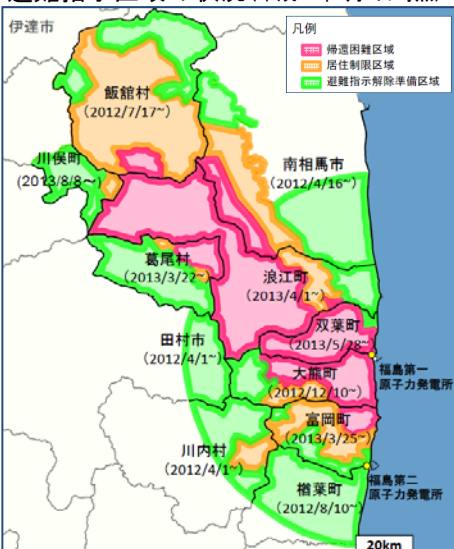 伊達市
凡例
帰還困難区域
居住制限区域
避難指示解除準備区域
飯舘村
(2012/7/17~)
川俣町
(2013/8/8~)
南相馬市
(2012/4/16~)
葛尾村
(2013/3/22~)
浪江町
(2013/4/1~)
田村市
(2012/4/1~)
双葉町
(2013/5/28~)
福島第一
原子力発電所
大熊町
(2012/12/10~)
富岡町
(2013/3/25~)
川内村
(2012/4/1~)
福島第二
原子力発電所
楢葉町
(2012/8/10~)
20km